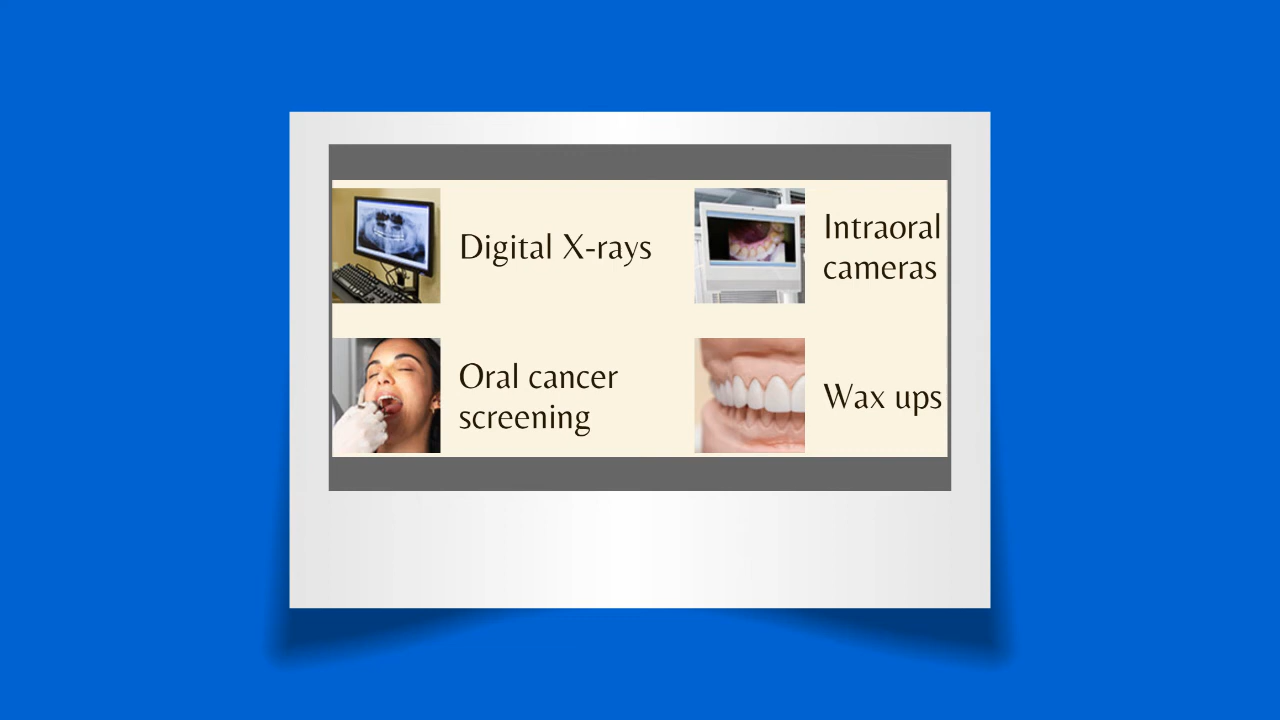 Digital X-rays
Intraoral
cameras
Oral cancer
screening
Wax ups